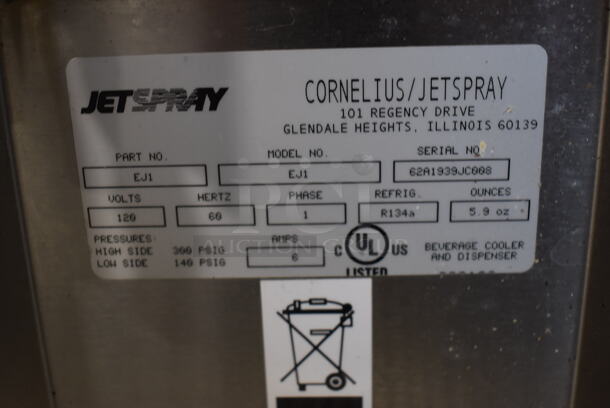 JETSPRAY
CORNELIUS/JETSPRAY
101 REGENCY DRIVE
GLENDALE HEIGHTS, ILLINOIS 60139
PART NO. MODEL NO. SERIAL NO.
EJ1 EJ1 62A1939JC008
VOLTS HERTZ PHASE REFRIG. OUNCES
120 60 1 R134a 5.9 oz
PRESSURES: AMPS
HIGH SIDE 300 PSIG 6
LOW SIDE 140 PSIG
C UL US
LISTED
BEVERAGE COOLER
AND DISPENSER
AUCTION GROUP